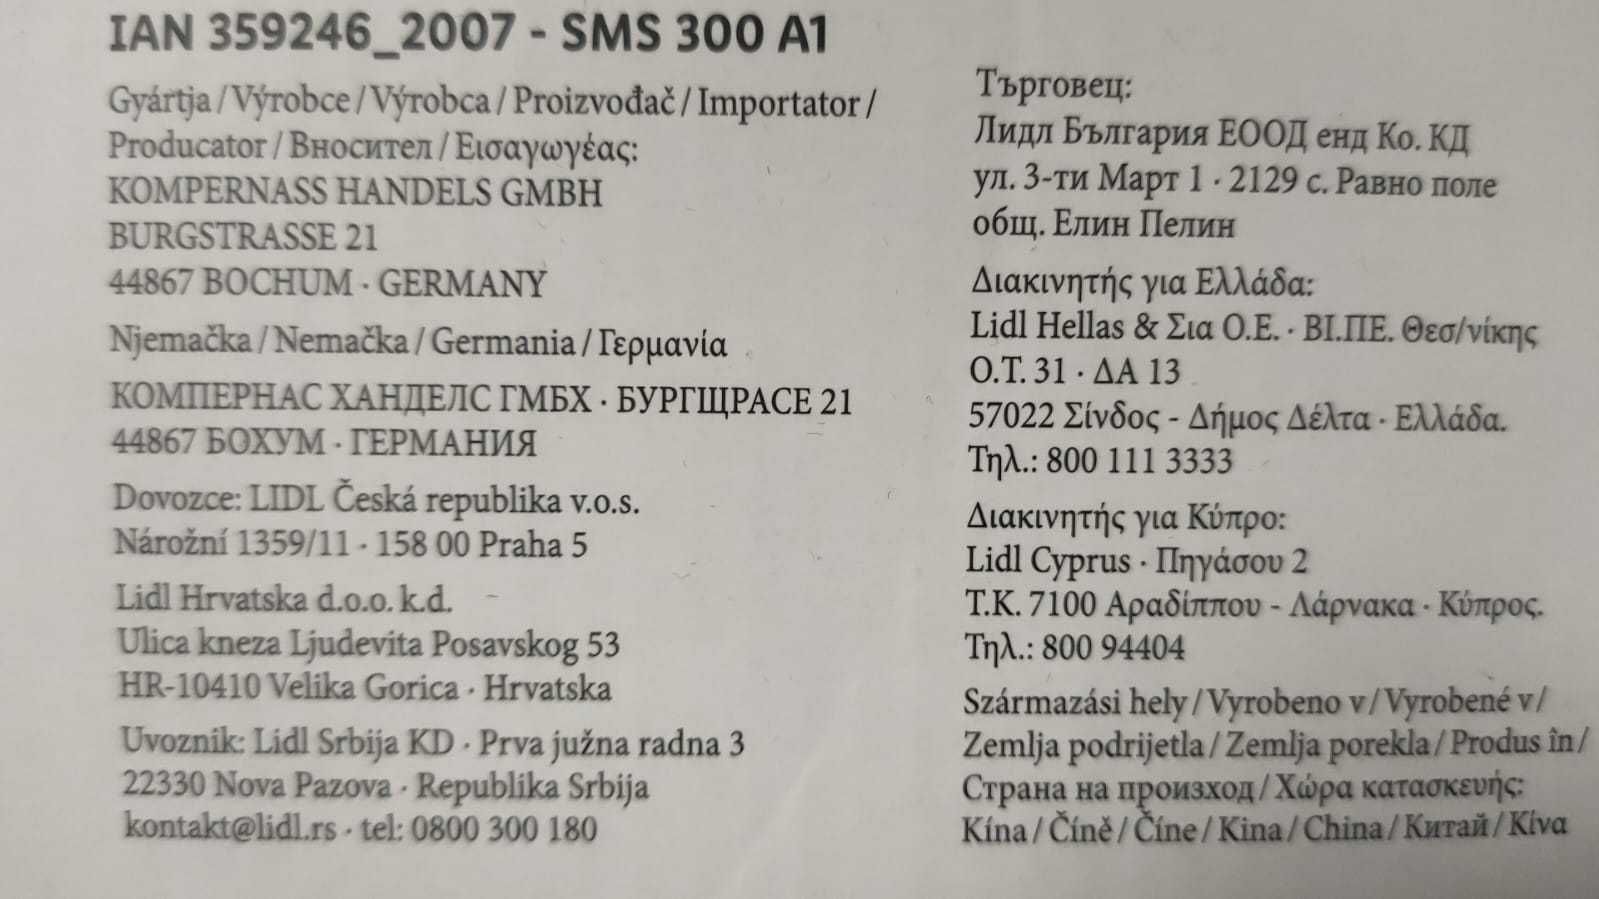 IAN 359246_2007 - SMS 300 A1
Gyártja / Výrobce / Výrobca / Proizvođač / Importator /
Producator / Вносител / Εισαγωγέας:
KOMPERNASS HANDELS GMBH
BURGSTRASSE 21
44867 BOCHUM · GERMANY
Njemačka / Nemačka / Germania / Γερμανία
КОМПЕРНАС ХАНДЕЛС ГМБХ · БУРГЩРАСЕ 21
44867 БОХУМ · ГЕРМАНИЯ
Dovozce: LIDL Česká republika v.o.s.
Nárožní 1359/11 · 158 00 Praha 5
Lidl Hrvatska d.o.o. k.d.
Ulica kneza Ljudevita Posavskog 53
HR-10410 Velika Gorica · Hrvatska
Uvoznik: Lidl Srbija KD · Prva južna radna 3
22330 Nova Pazova · Republika Srbija
kontakt@lidl.rs · tel: 0800 300 180
Търговец:
Лидл България ЕООД енд Ко. КД
ул. 3-ти Март 1 · 2129 с. Равно поле
общ. Елин Пелин
Διακινητής για Ελλάδα:
Lidl Hellas & Σια Ο.Ε. · ΒΙ.ΠΕ. Θεσ/νίκης
Ο.Τ. 31 · ΔΑ 13
57022 Σίνδος - Δήμος Δέλτα · Ελλάδα.
Τηλ.: 800 111 3333
Διακινητής για Κύπρο:
Lidl Cyprus · Πηγάσου 2
Τ.Κ. 7100 Αραδίππου - Λάρνακα · Κύπρος.
Τηλ.: 800 94404
Származási hely / Vyrobeno v / Vyrobené v /
Zemlja podrijetla / Zemlja porekla / Produs în /
Страна на произход / Χώρα κατασκευής:
Kína / Číně / Číne / Kina / China / Китай / Κίνα